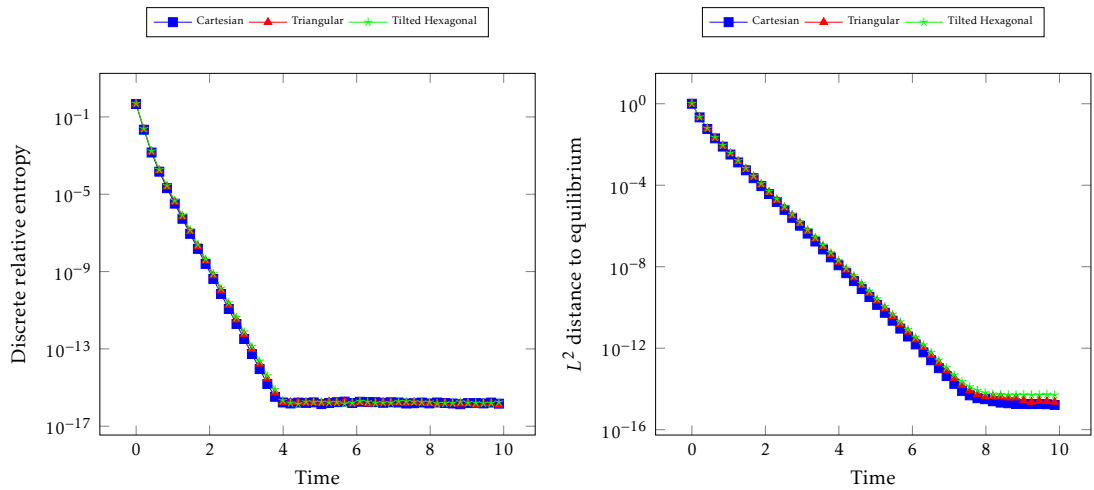 Cartesian Triangular Tilted Hexagonal
Discrete relative entropy
10^-1
10^-5
10^-9
10^-13
10^-17
0 2 4 6 8 10
Time
Cartesian Triangular Tilted Hexagonal
L^2 distance to equilibrium
10^0
10^-4
10^-8
10^-12
10^-16
0 2 4 6 8 10
Time